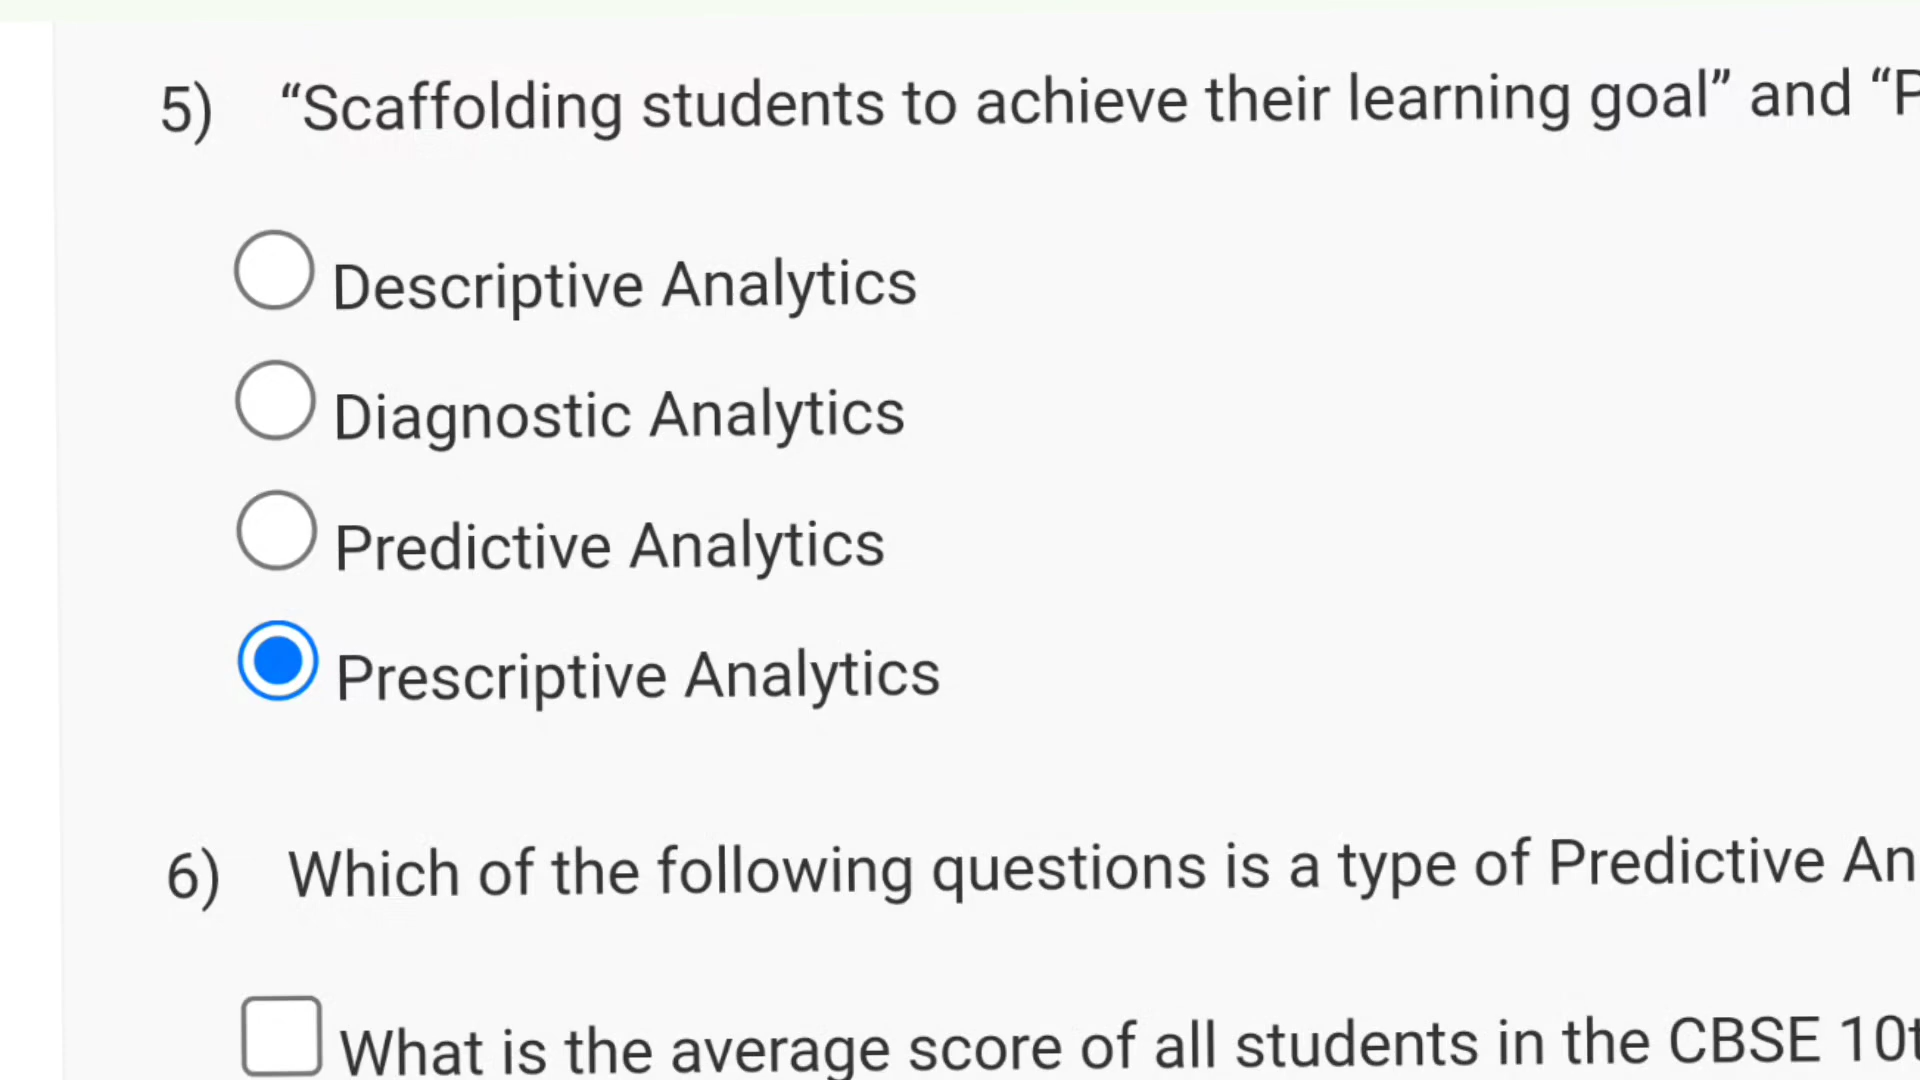 5) “Scaffolding students to achieve their learning goal” and “P
Descriptive Analytics
Diagnostic Analytics
Predictive Analytics
Prescriptive Analytics
6) Which of the following questions is a type of Predictive An
What is the average score of all students in the CBSE 10t